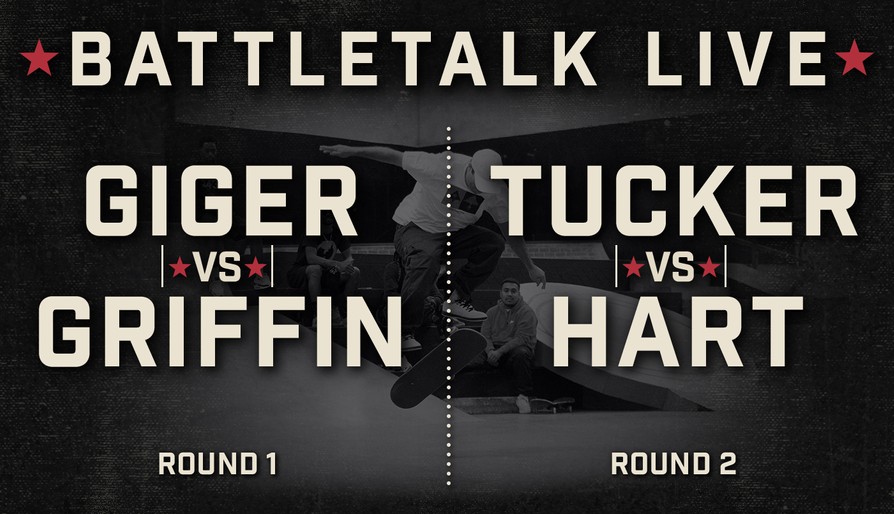 BATTLETALK LIVE
GIGER
VS
GRIFFIN
ROUND 1
TUCKER
VS
HART
ROUND 2